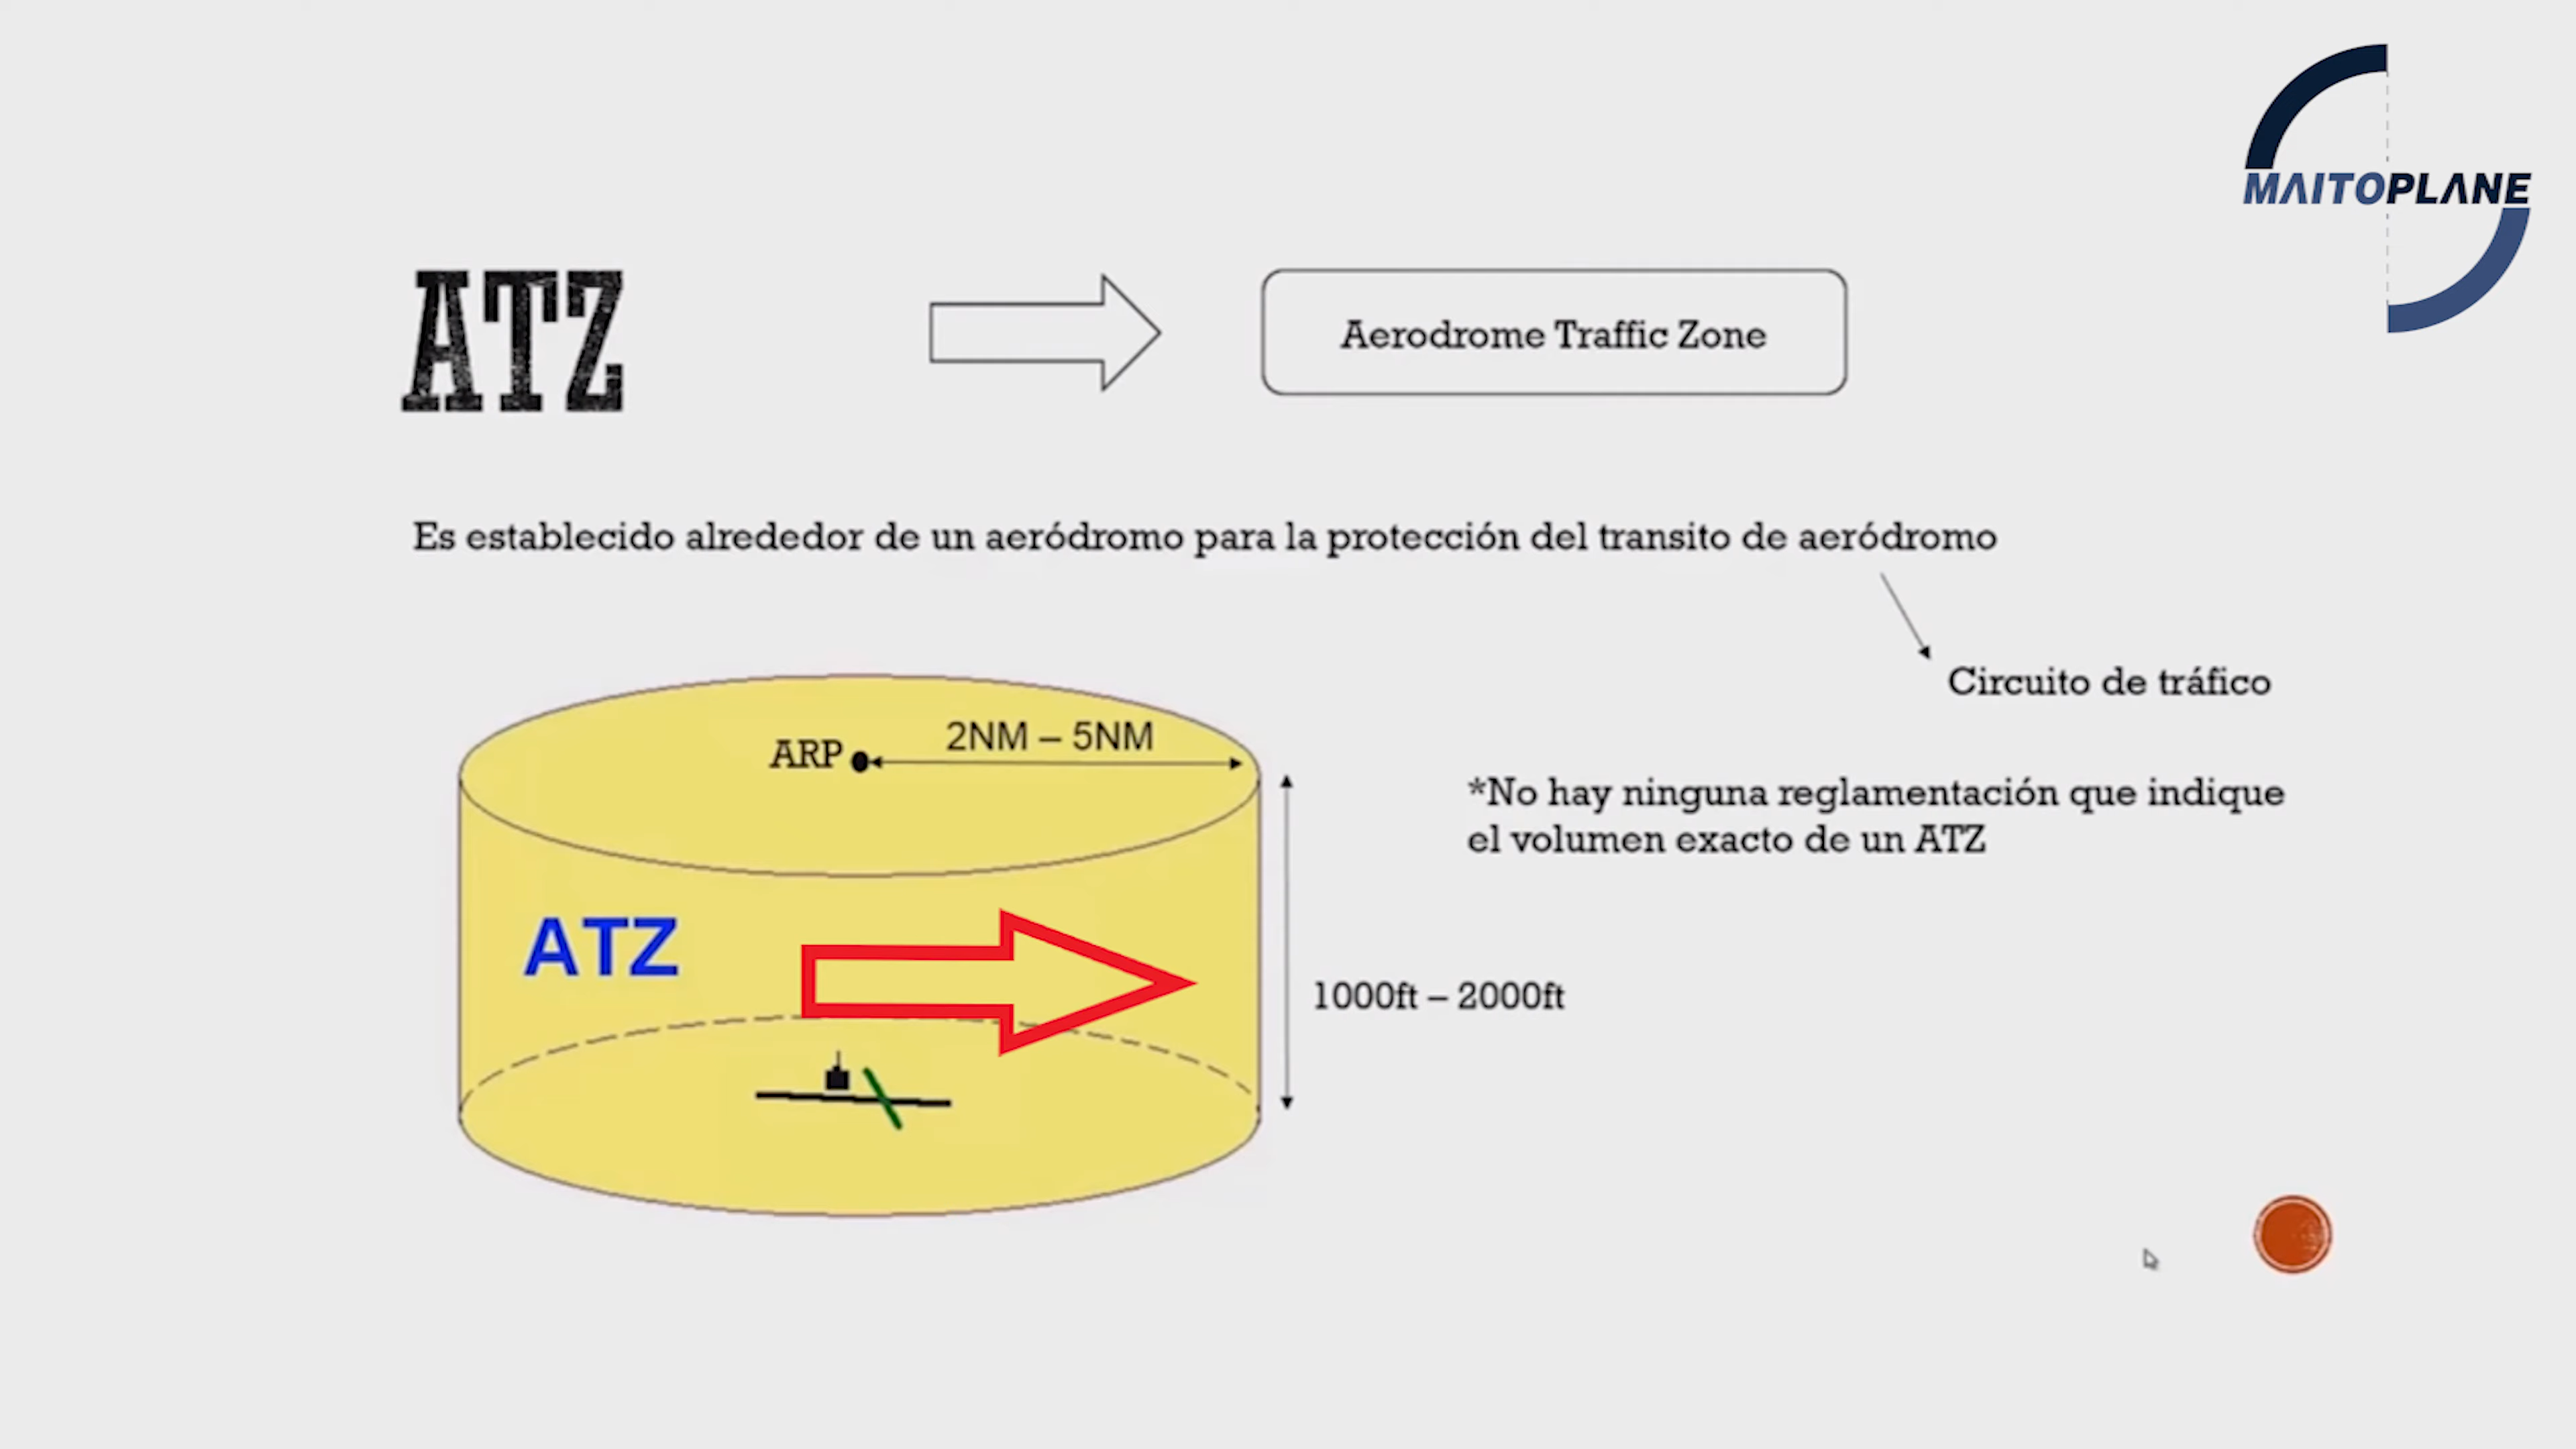 MAITOPLANE
ATZ
Aerodrome Traffic Zone
Es establecido alrededor de un aeródromo para la protección del transito de aeródromo
Circuito de tráfico
ARP
2NM – 5NM
*No hay ninguna reglamentación que indique
el volumen exacto de un ATZ
ATZ
1000ft – 2000ft